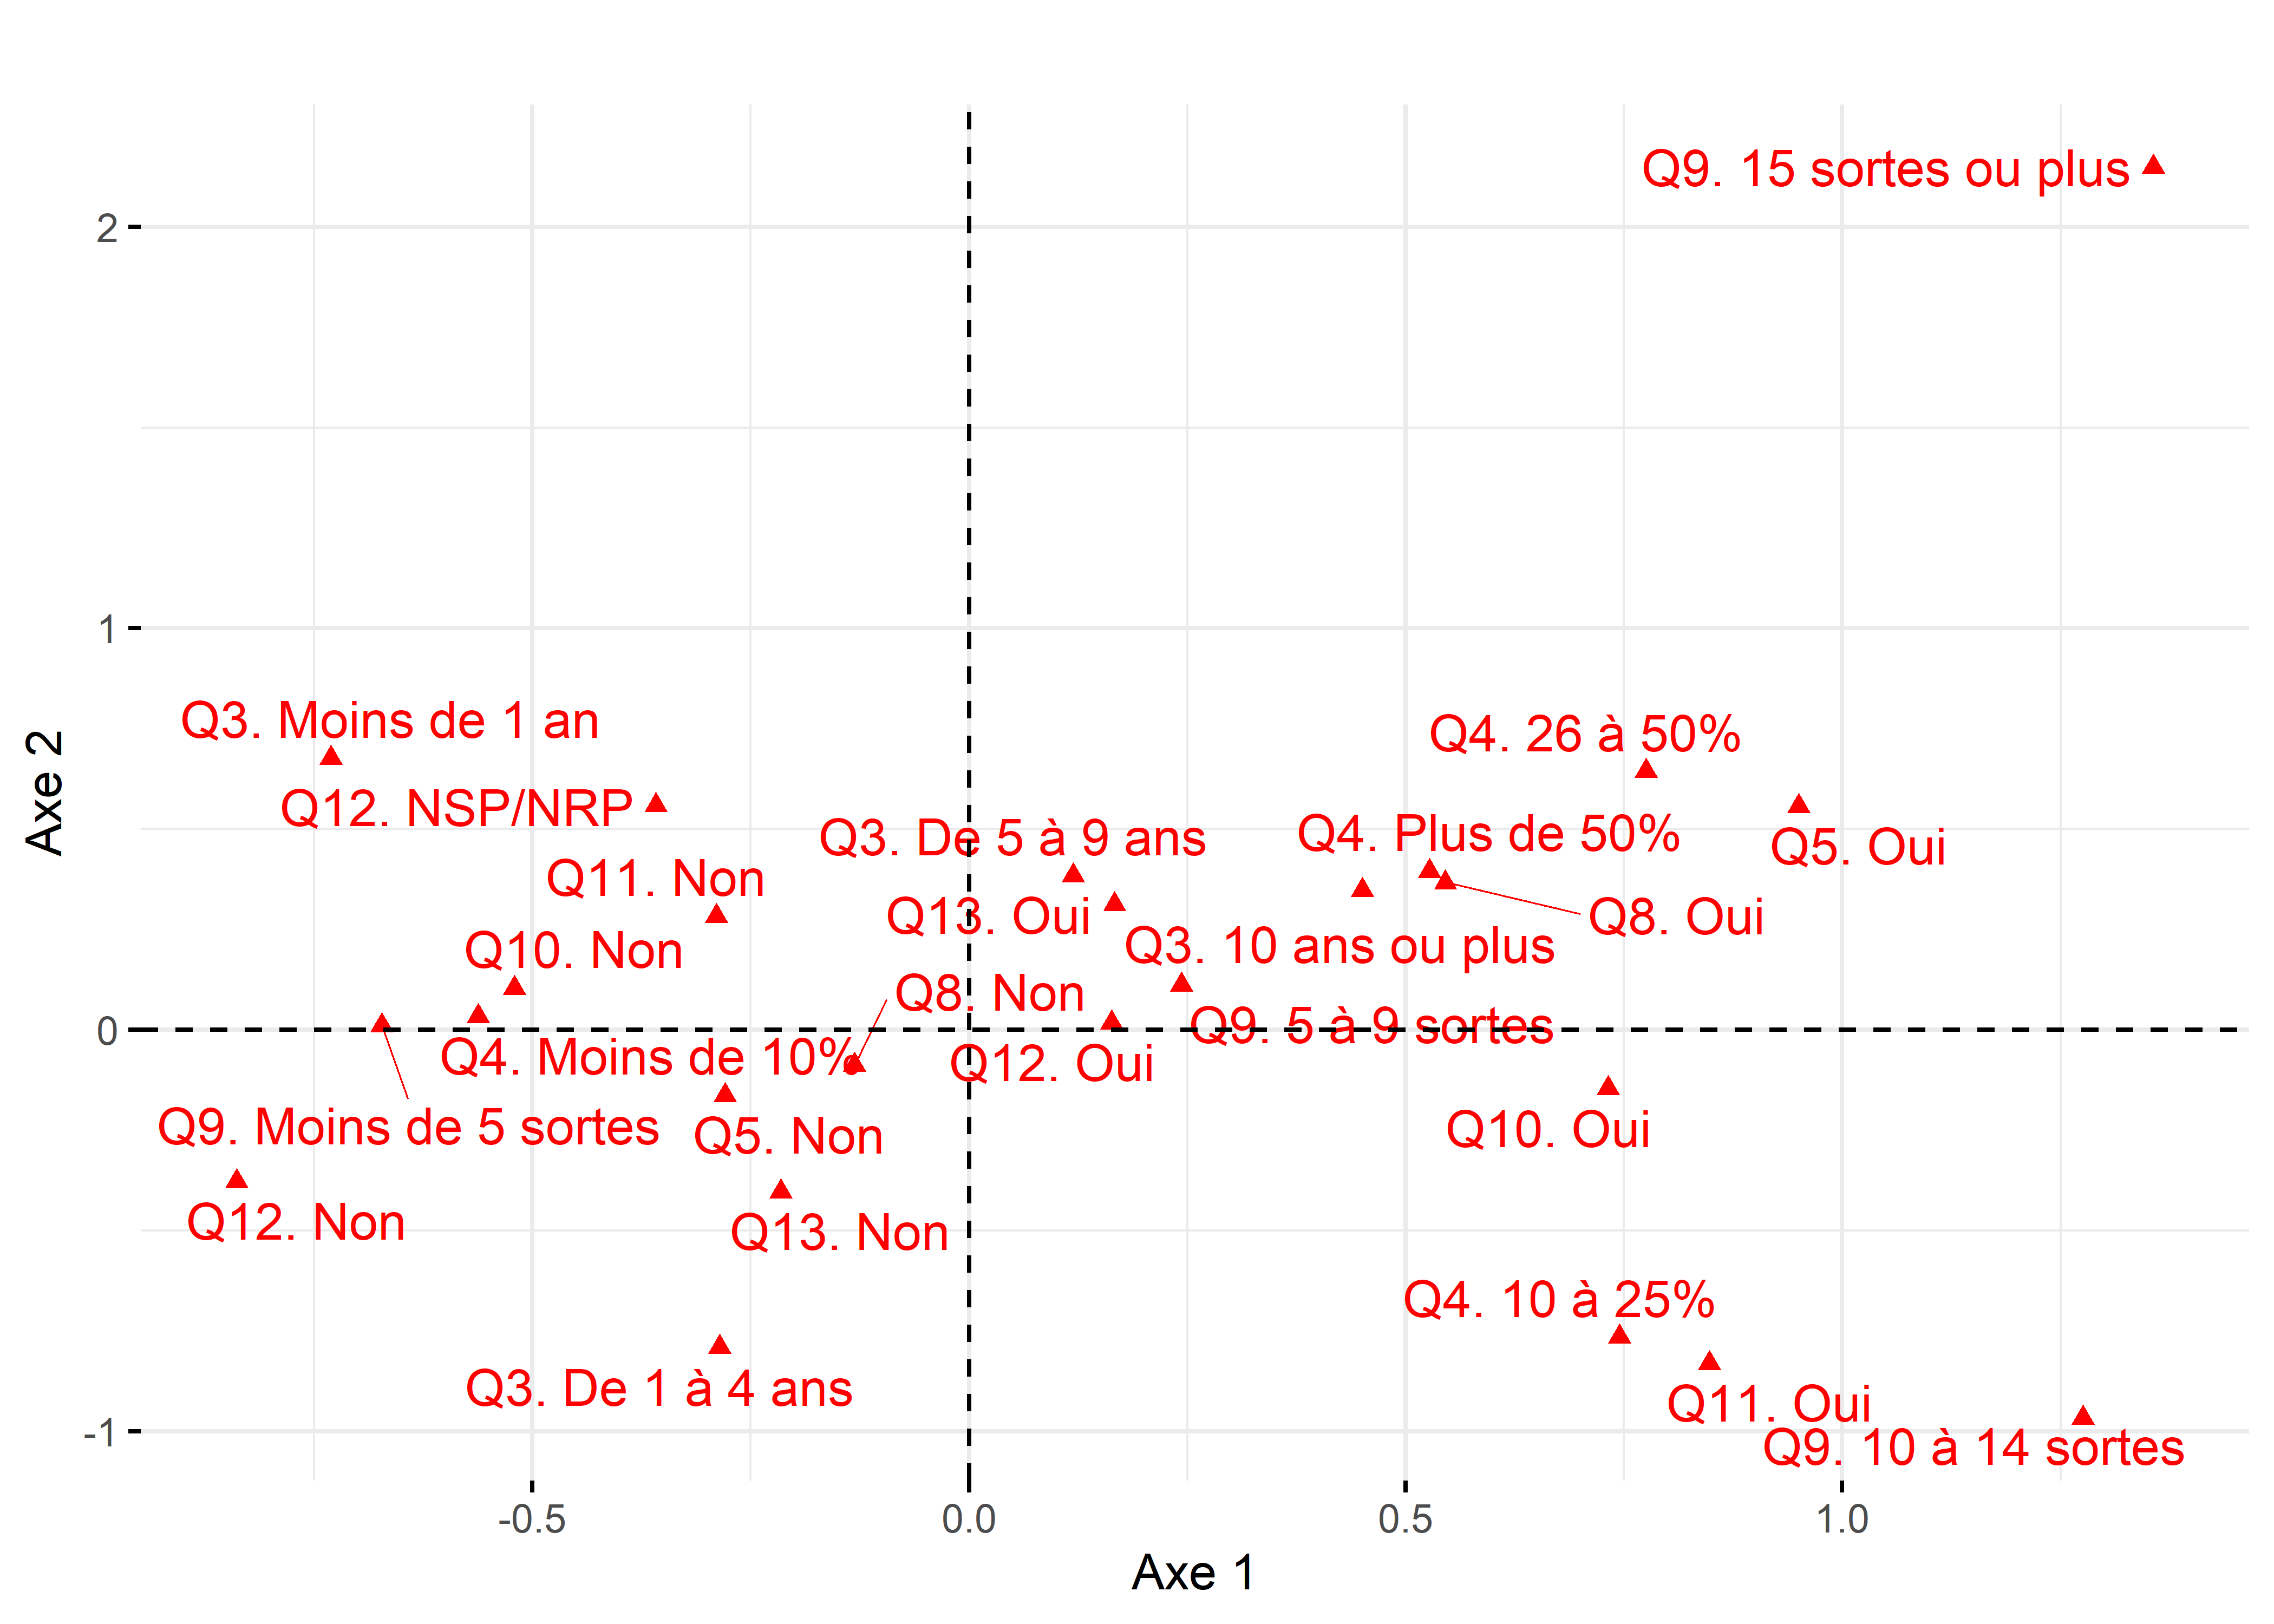 Q9. 15 sortes ou plus
2
1
Q3. Moins de 1 an
Q4. 26 à 50%
Q12. NSP/NRP
Q3. De 5 à 9 ans
Q4. Plus de 50%
Q5. Oui
Q11. Non
Q13. Oui
Q8. Oui
Q10. Non
Q3. 10 ans ou plus
Q8. Non
0
Q9. 5 à 9 sortes
Q4. Moins de 10%
Q12. Oui
Q9. Moins de 5 sortes
Q5. Non
Q10. Oui
Q12. Non
Q13. Non
Q4. 10 à 25%
Q3. De 1 à 4 ans
Q11. Oui
-1
Q9. 10 à 14 sortes
-0.5
0.0
0.5
1.0
Axe 1
Axe 2